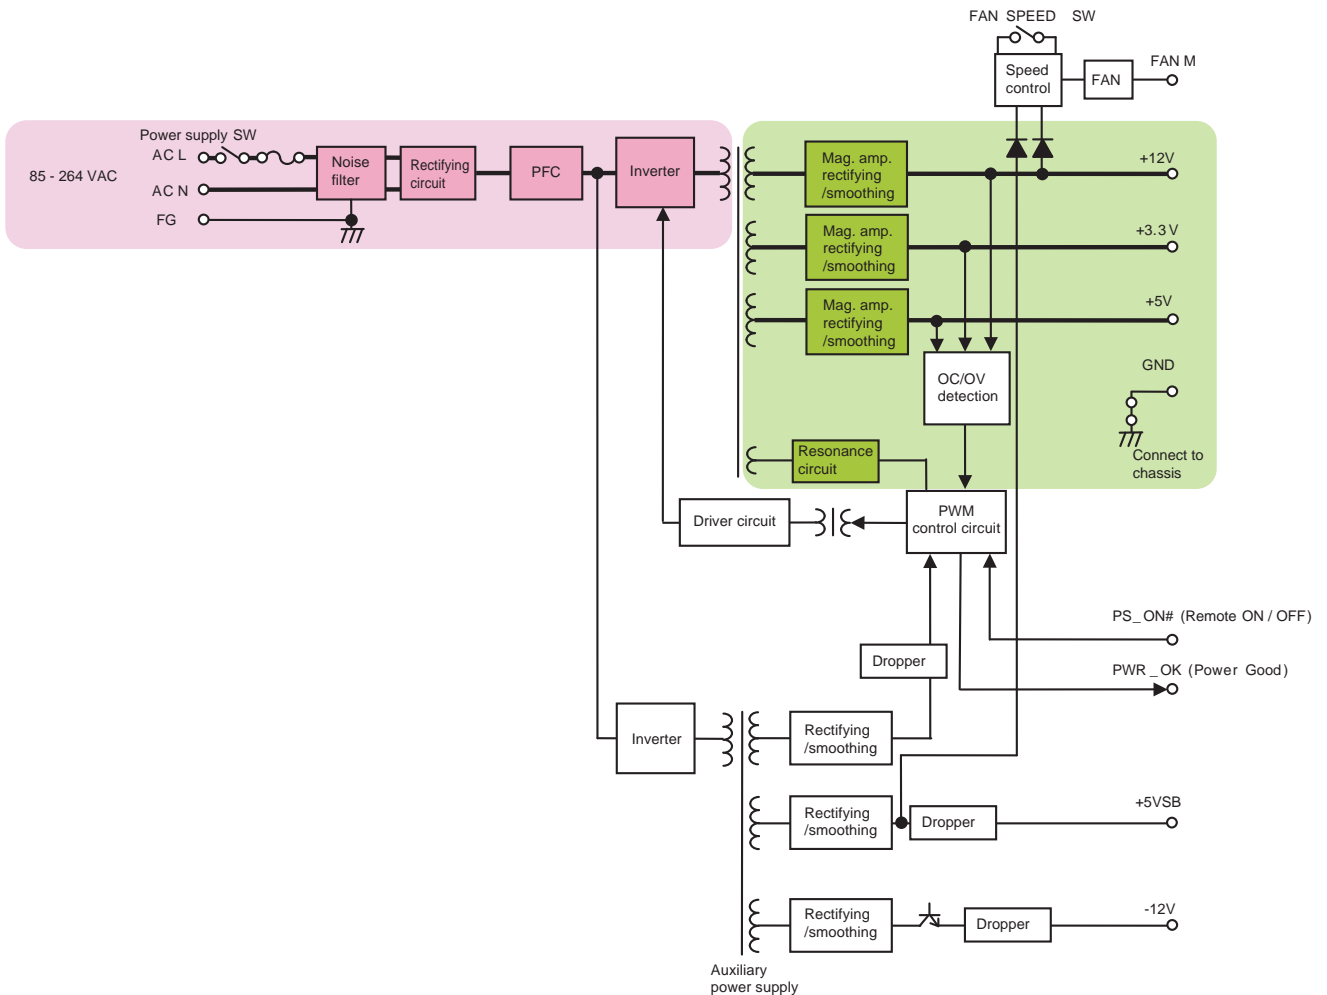 FAN SPEED SW
FAN M
Speed
control
FAN
Power supply SW
AC L
85 - 264 VAC
AC N
FG
Noise
filter
Rectifying
circuit
PFC
Inverter
Mag. amp.
rectifying
/smoothing
+12V
Mag. amp.
rectifying
/smoothing
+3.3 V
Mag. amp.
rectifying
/smoothing
+5V
OC/OV
detection
GND
Connect to
chassis
Resonance
circuit
Driver circuit
PWM
control circuit
PS_ON# (Remote ON / OFF)
PWR_OK (Power Good)
Dropper
Inverter
Rectifying
/smoothing
Rectifying
/smoothing
Dropper
+5VSB
Rectifying
/smoothing
Dropper
-12V
Auxiliary
power supply